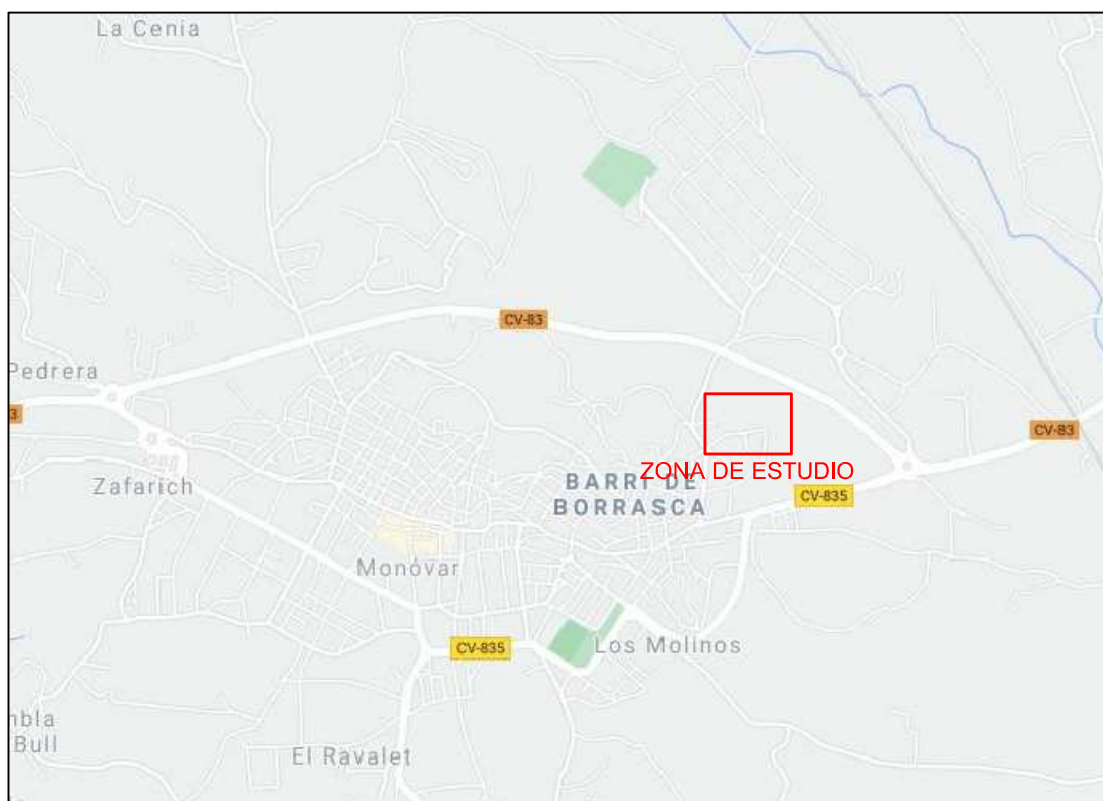 La Cenia
CV-83
Pedrera
3
CV-83
ZONA DE ESTUDIO
BARRI DE
BORRASCA
Zafarich
CV-835
Monóvar
CV-835
Los Molinos
Bull
El Ravalet